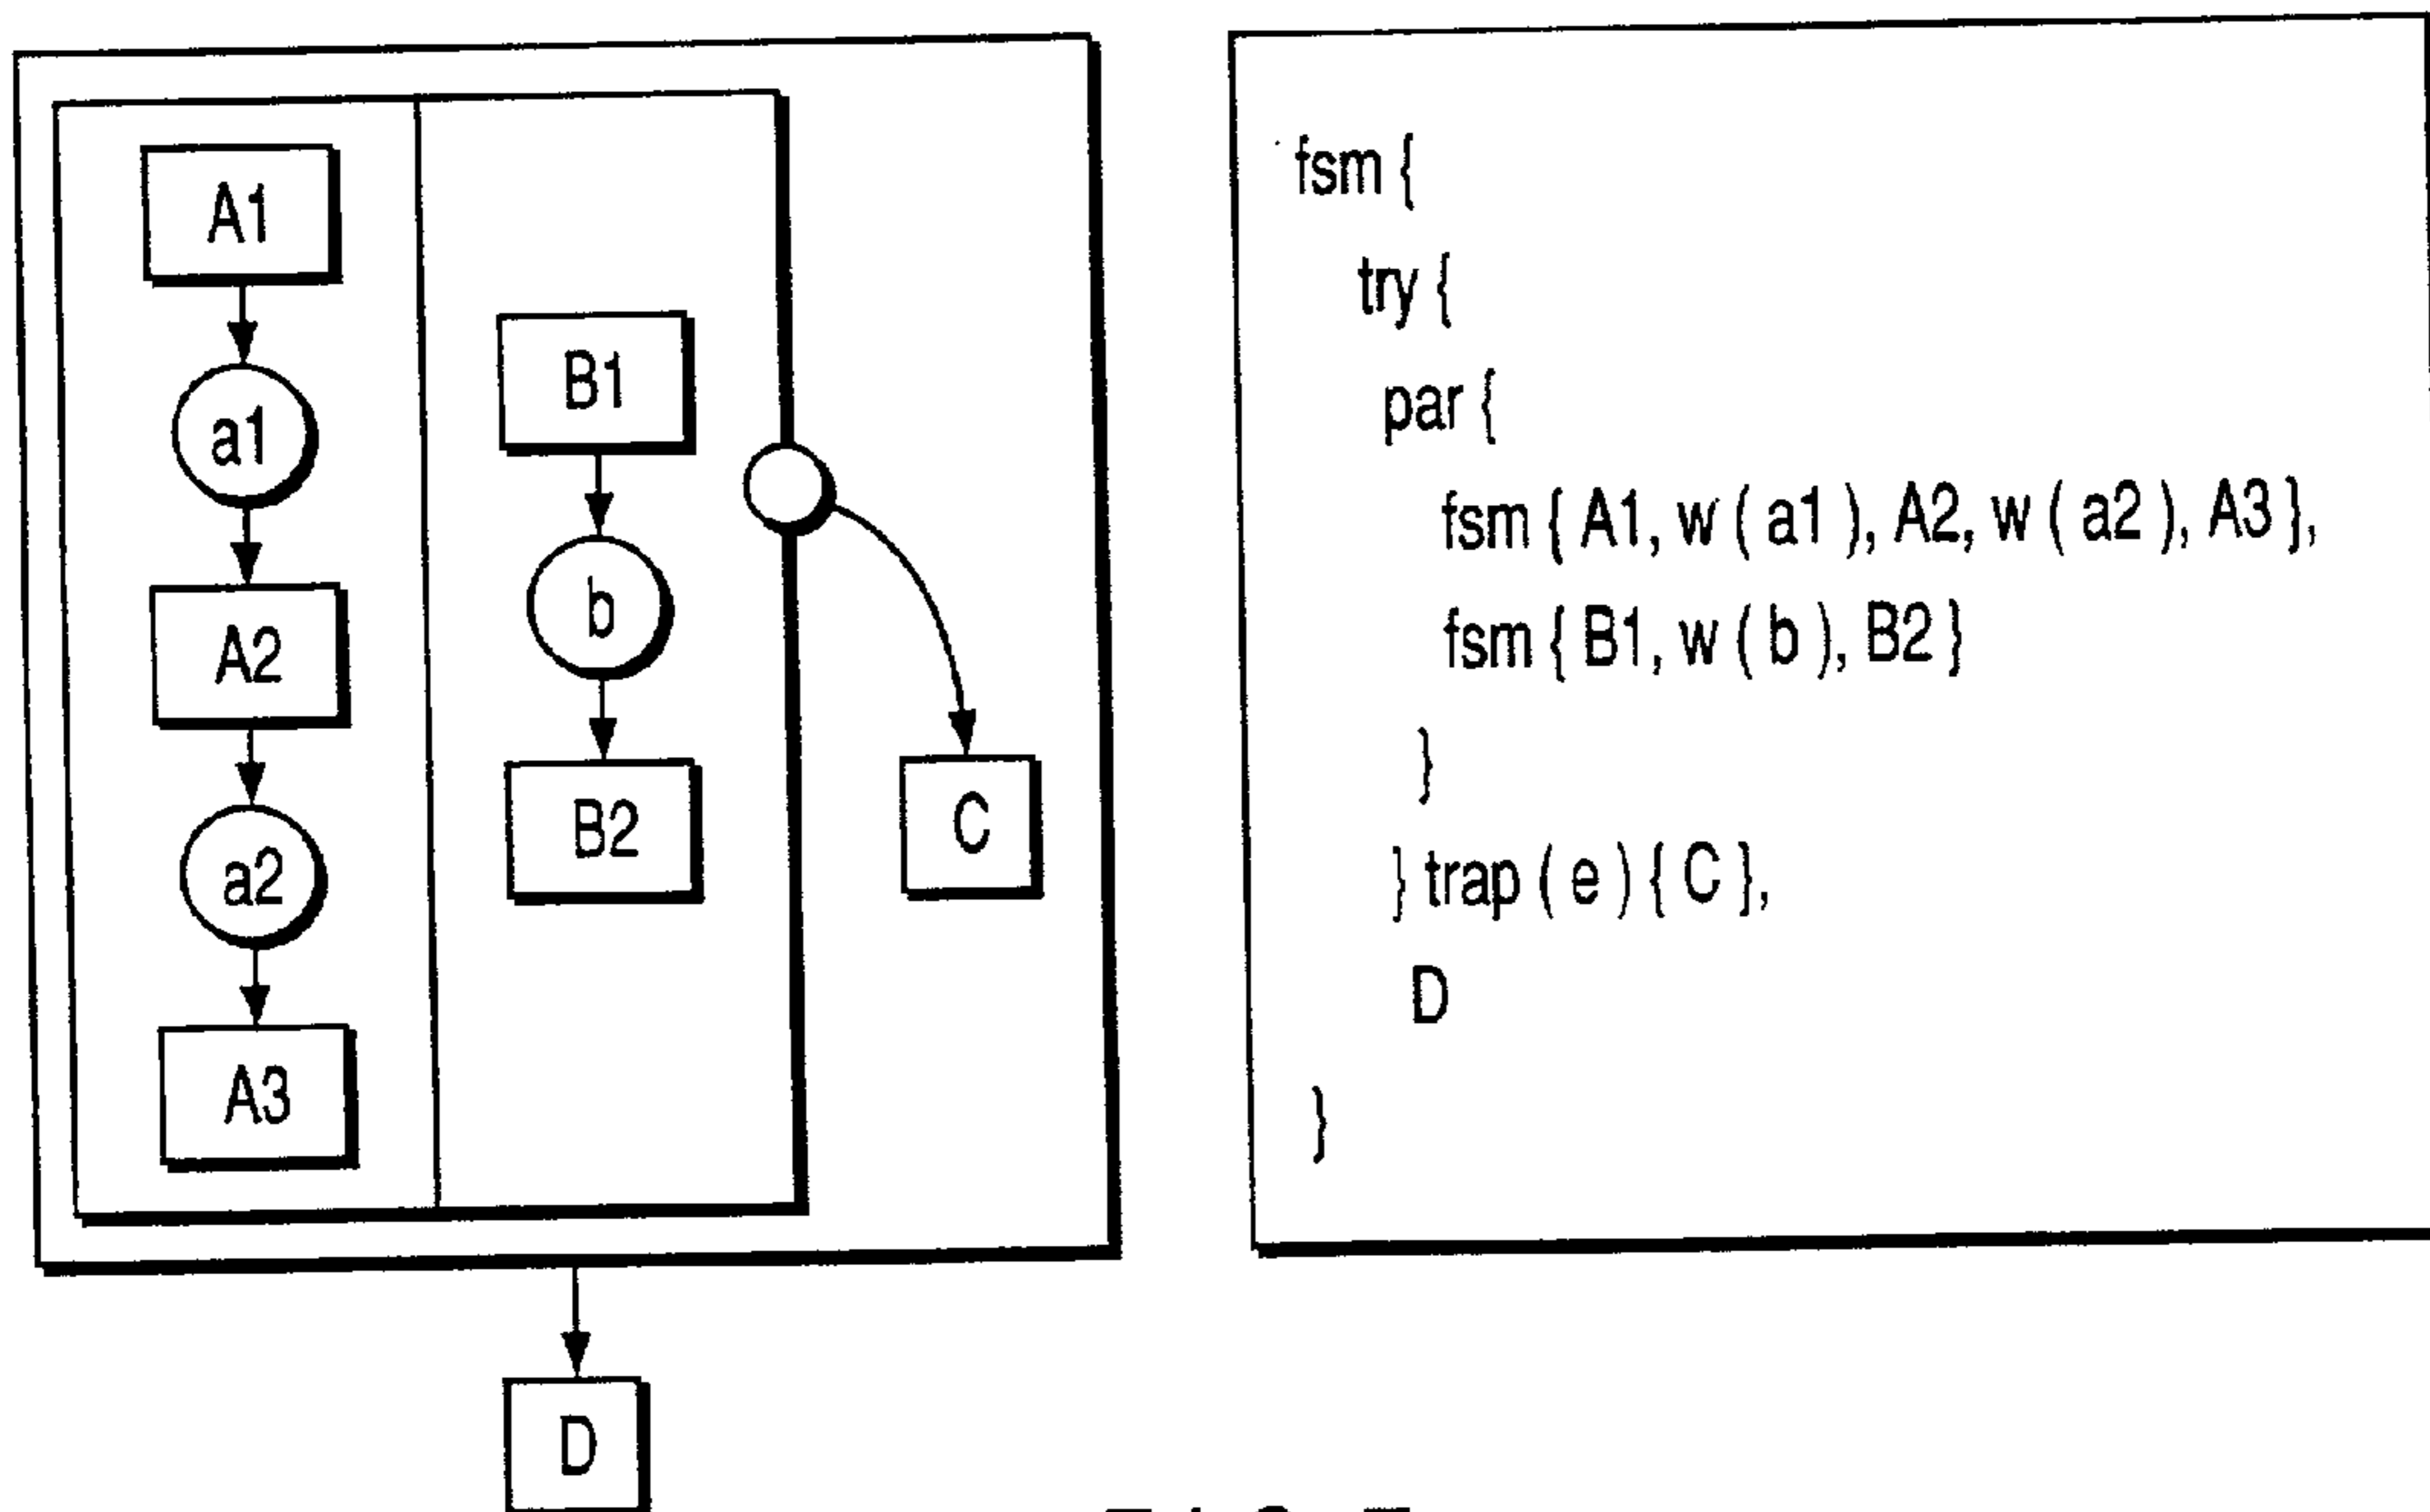 A1
a1
A2
a2
A3
B1
b
B2
C
D
fsm {
try {
par {
fsm { A1, w ( a1 ), A2, w ( a2 ), A3 },
fsm { B1, w ( b ), B2 }
}
} trap ( e ) { C },
D
}